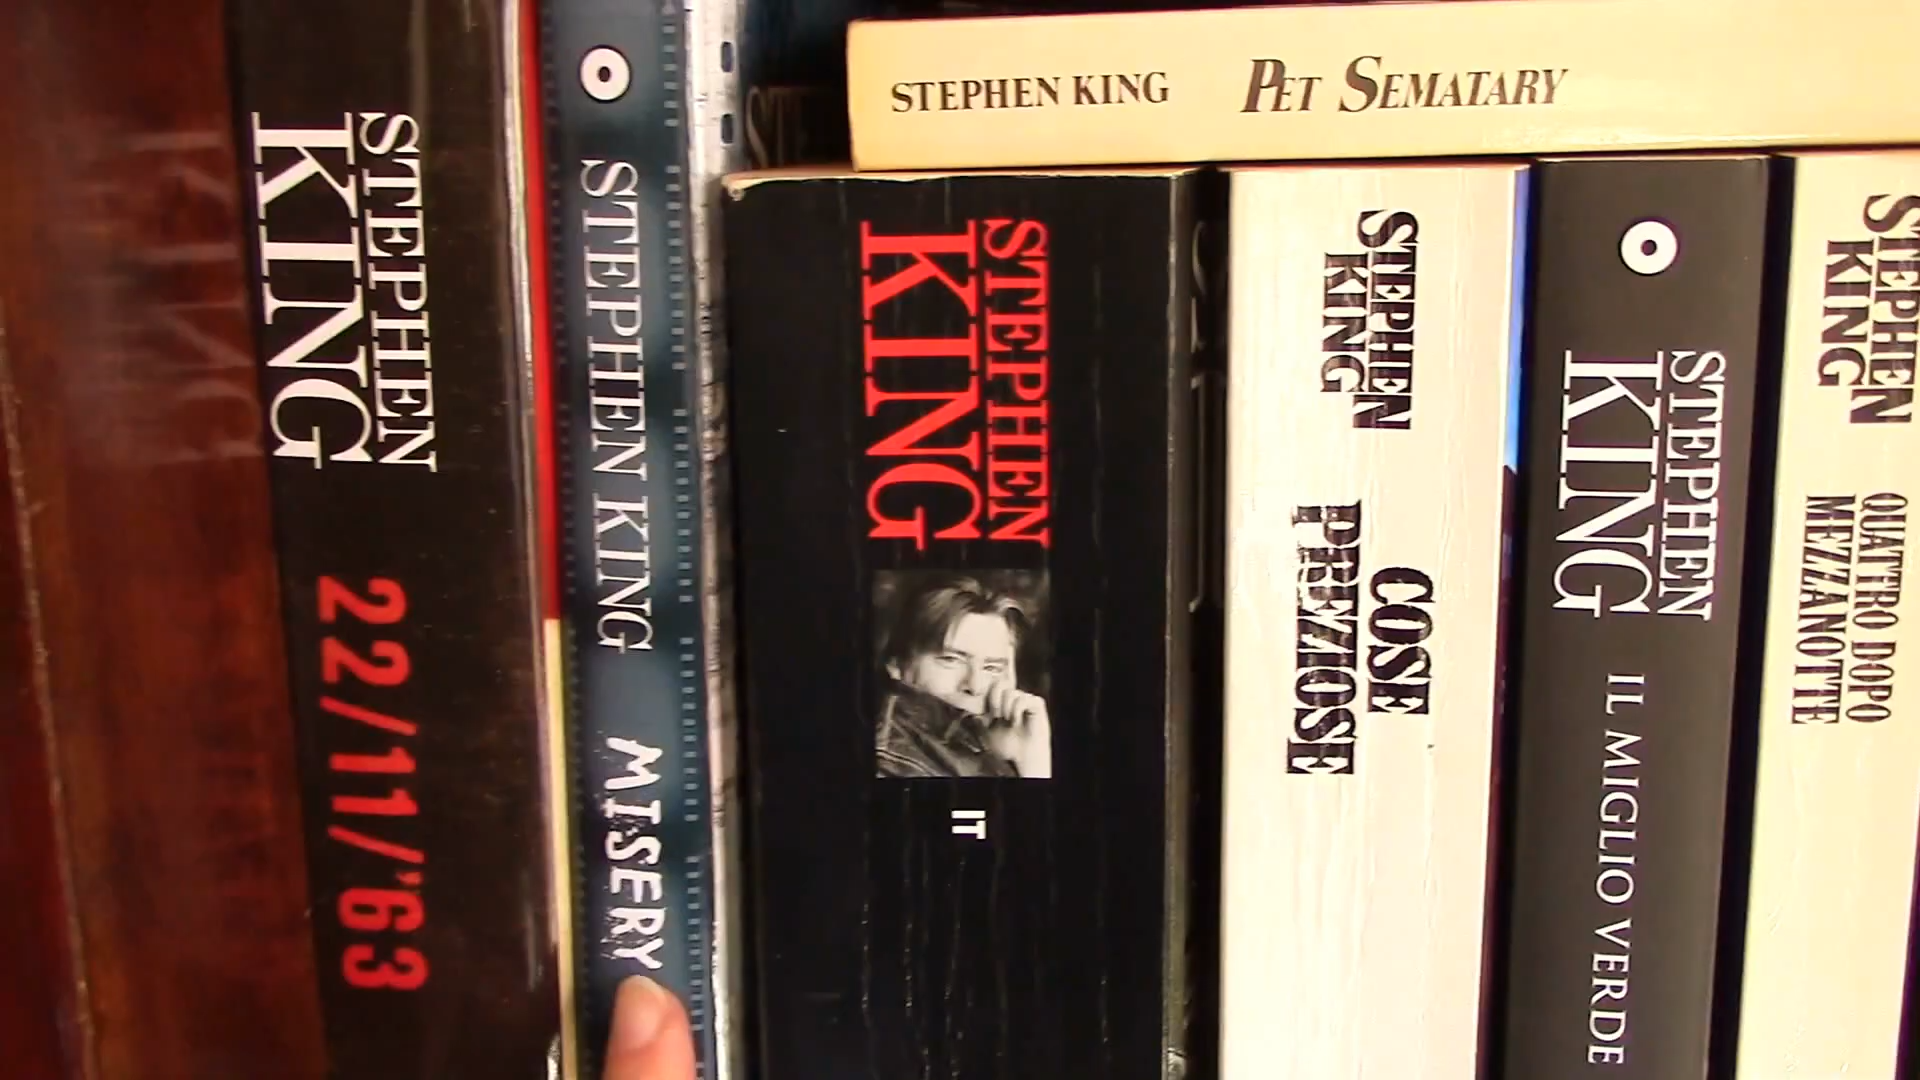 STEPHEN
KING
22/11/'63
STEPHEN KING
MISERY
STEPHEN KING PET SEMATARY
STEPHEN
KING
IT
STEPHEN
KING
COSE
PREZIOSE
STEPHEN
KING
IL MIGLIO VERDE
STEPHEN
KING
QUATTRO DOPO
MEZZANOTTE